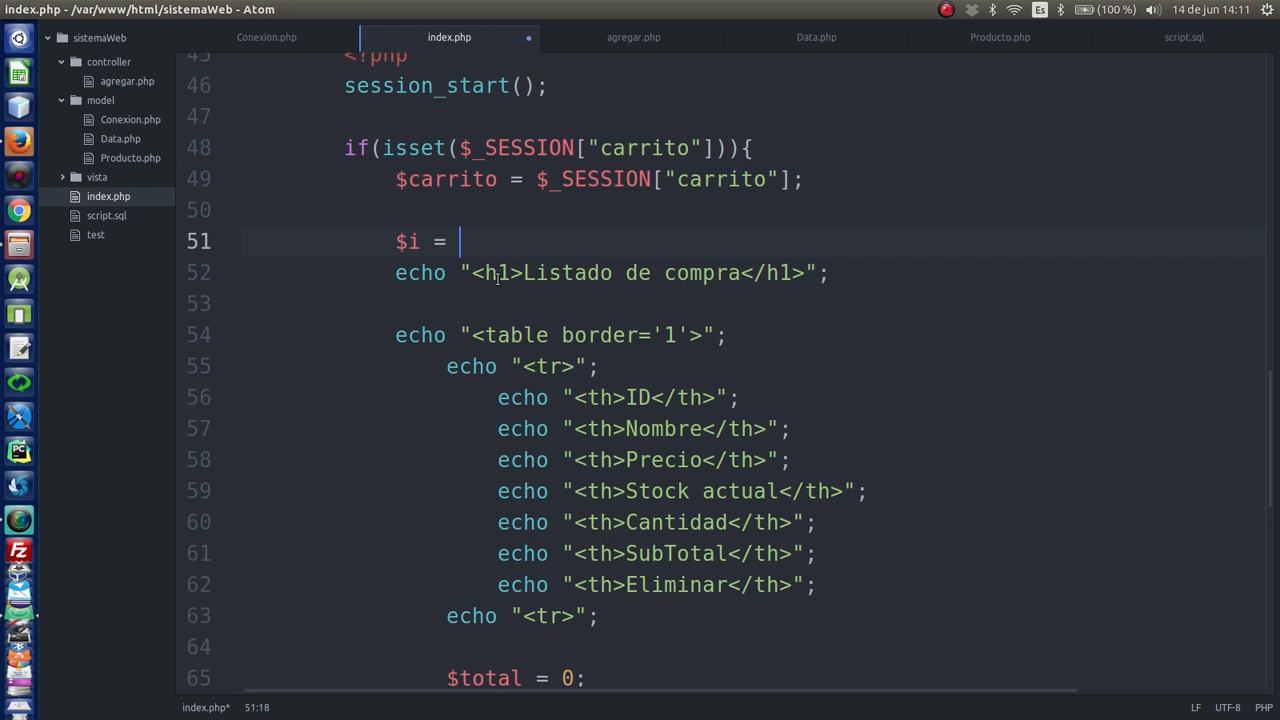 index.php - /var/www/html/sistemaWeb - Atom
Es
(100 %)
14 de jun 14:11
sistemaWeb
controller
agregar.php
model
Conexion.php
Data.php
Producto.php
vista
index.php
script.sql
test
Conexion.php
index.php
agregar.php
Data.php
Producto.php
script.sql
45 <?php
46 session_start();
47
48 if(isset($_SESSION["carrito"])){
49 $carrito = $_SESSION["carrito"];
50
51 $i =
52 echo "<h1>Listado de compra</h1>";
53
54 echo "<table border='1'>";
55 echo "<tr>";
56 echo "<th>ID</th>";
57 echo "<th>Nombre</th>";
58 echo "<th>Precio</th>";
59 echo "<th>Stock actual</th>";
60 echo "<th>Cantidad</th>";
61 echo "<th>SubTotal</th>";
62 echo "<th>Eliminar</th>";
63 echo "<tr>";
64
65 $total = 0;
PC
FZ
index.php* 51:18
LF UTF-8 PHP